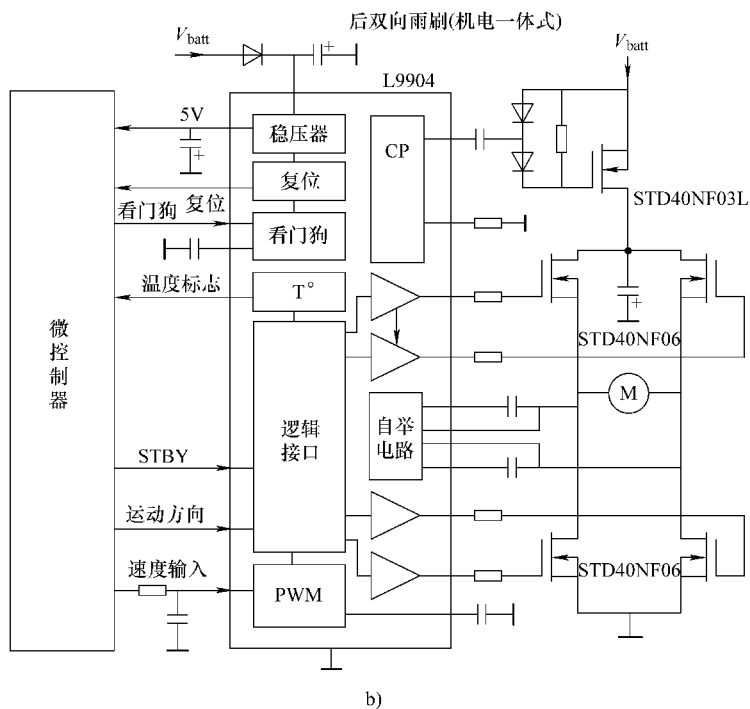 后双向雨刷(机电一体式)
Vbatt
Vbatt
L9904
5V
稳压器
CP
复位
复位
看门狗
看门狗
STD40NF03L
温度标志
T°
微控制器
STD40NF06
M
自举
电路
逻辑
接口
STBY
运动方向
速度输入
PWM
STD40NF06
b)